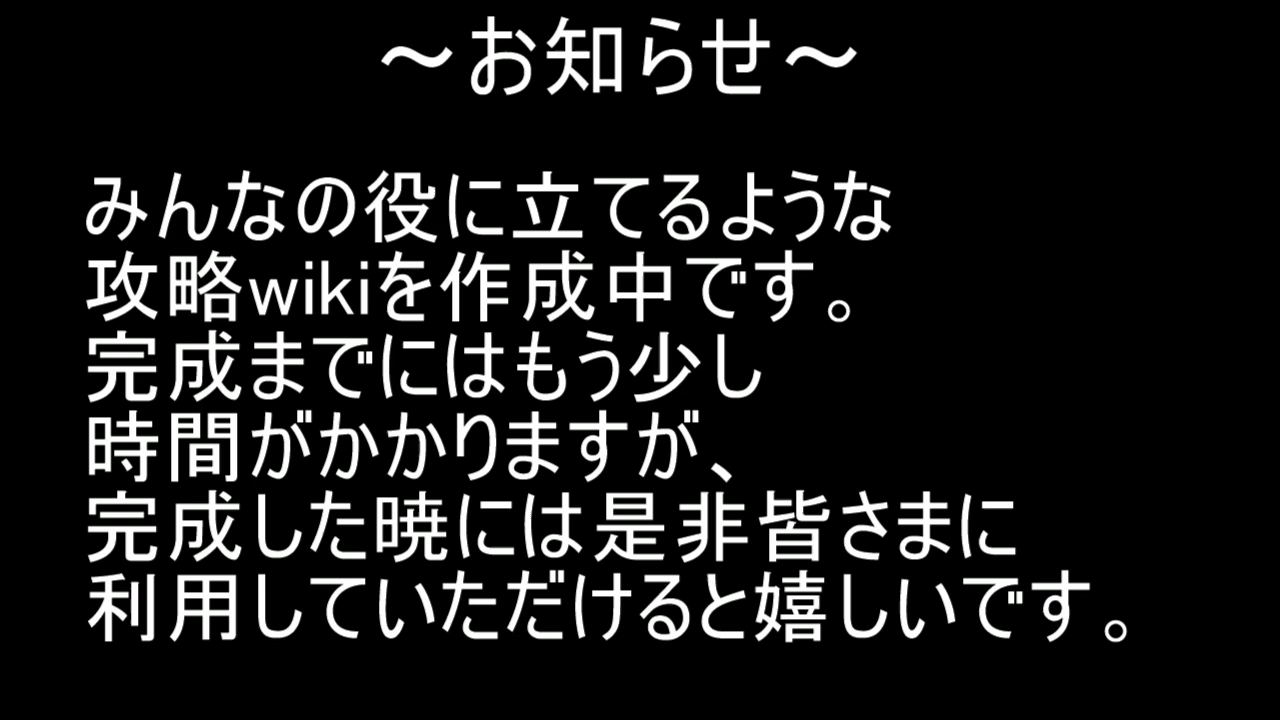 ～お知らせ～
みんなの役に立てるような
攻略wikiを作成中です。
完成までにはもう少し
時間がかかりますが、
完成した暁には是非皆さまに
利用していただけると嬉しいです。